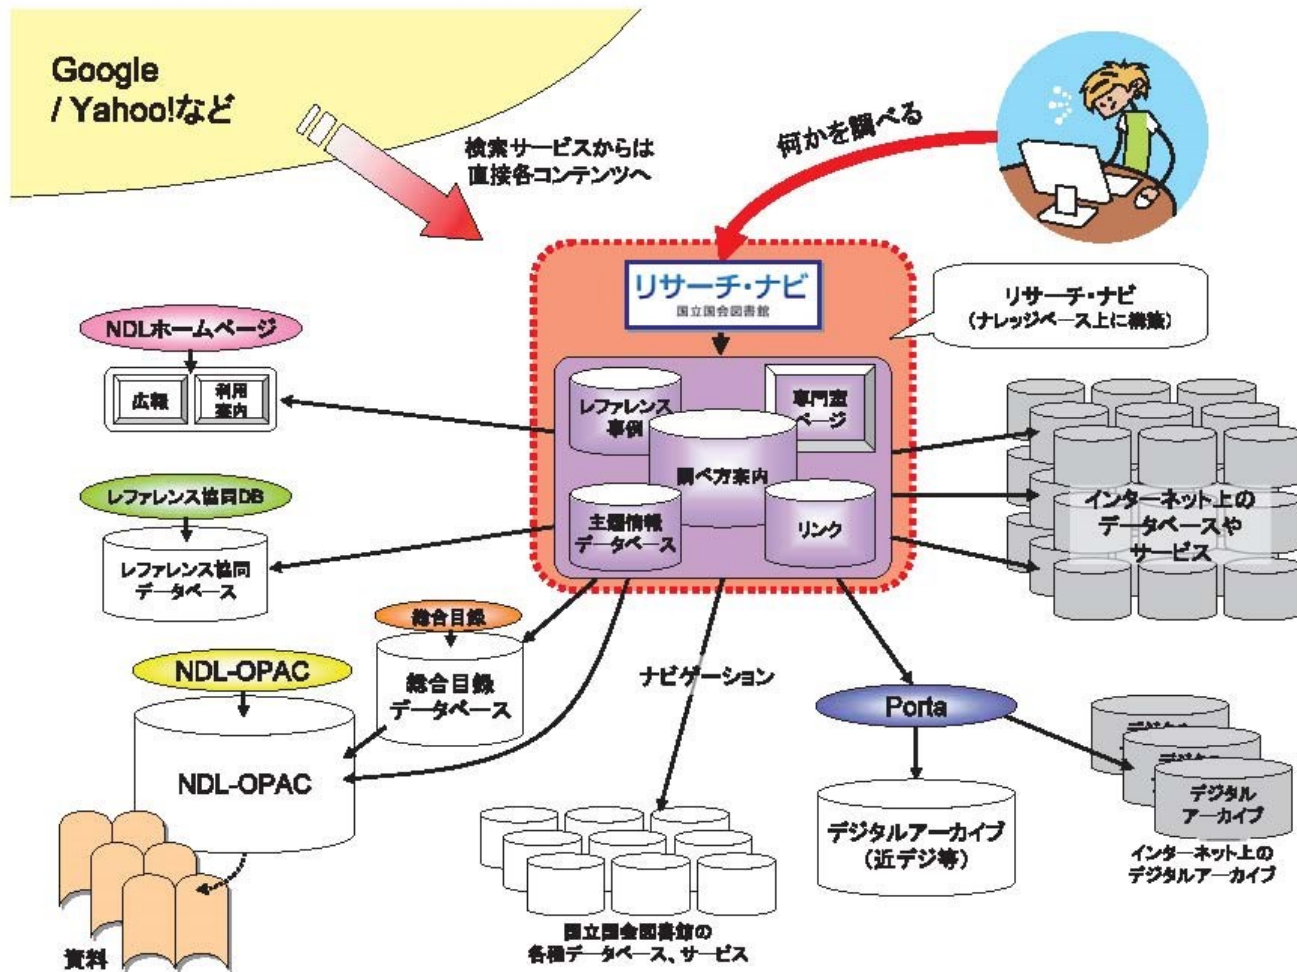 Google
/ Yahoo!など
検索サービスからは
直接各コンテンツへ
何かを調べる
リサーチ・ナビ
国立国会図書館
リサーチ・ナビ
（ナレッジベース上に構築）
NDLホームページ
広報
利用
案内
レファレンス
事例
専門室
ページ
調べ方案内
主題情報
データベース
リンク
インターネット上の
データベースや
サービス
レファレンス協同DB
レファレンス協同
データベース
総合目録
総合目録
データベース
NDL-OPAC
NDL-OPAC
資料
ナビゲーション
国立国会図書館の
各種データベース、サービス
Porta
デジタルアーカイブ
（近デジ等）
デジタル
デジタル
デジタル
アーカイブ
インターネット上の
デジタルアーカイブ